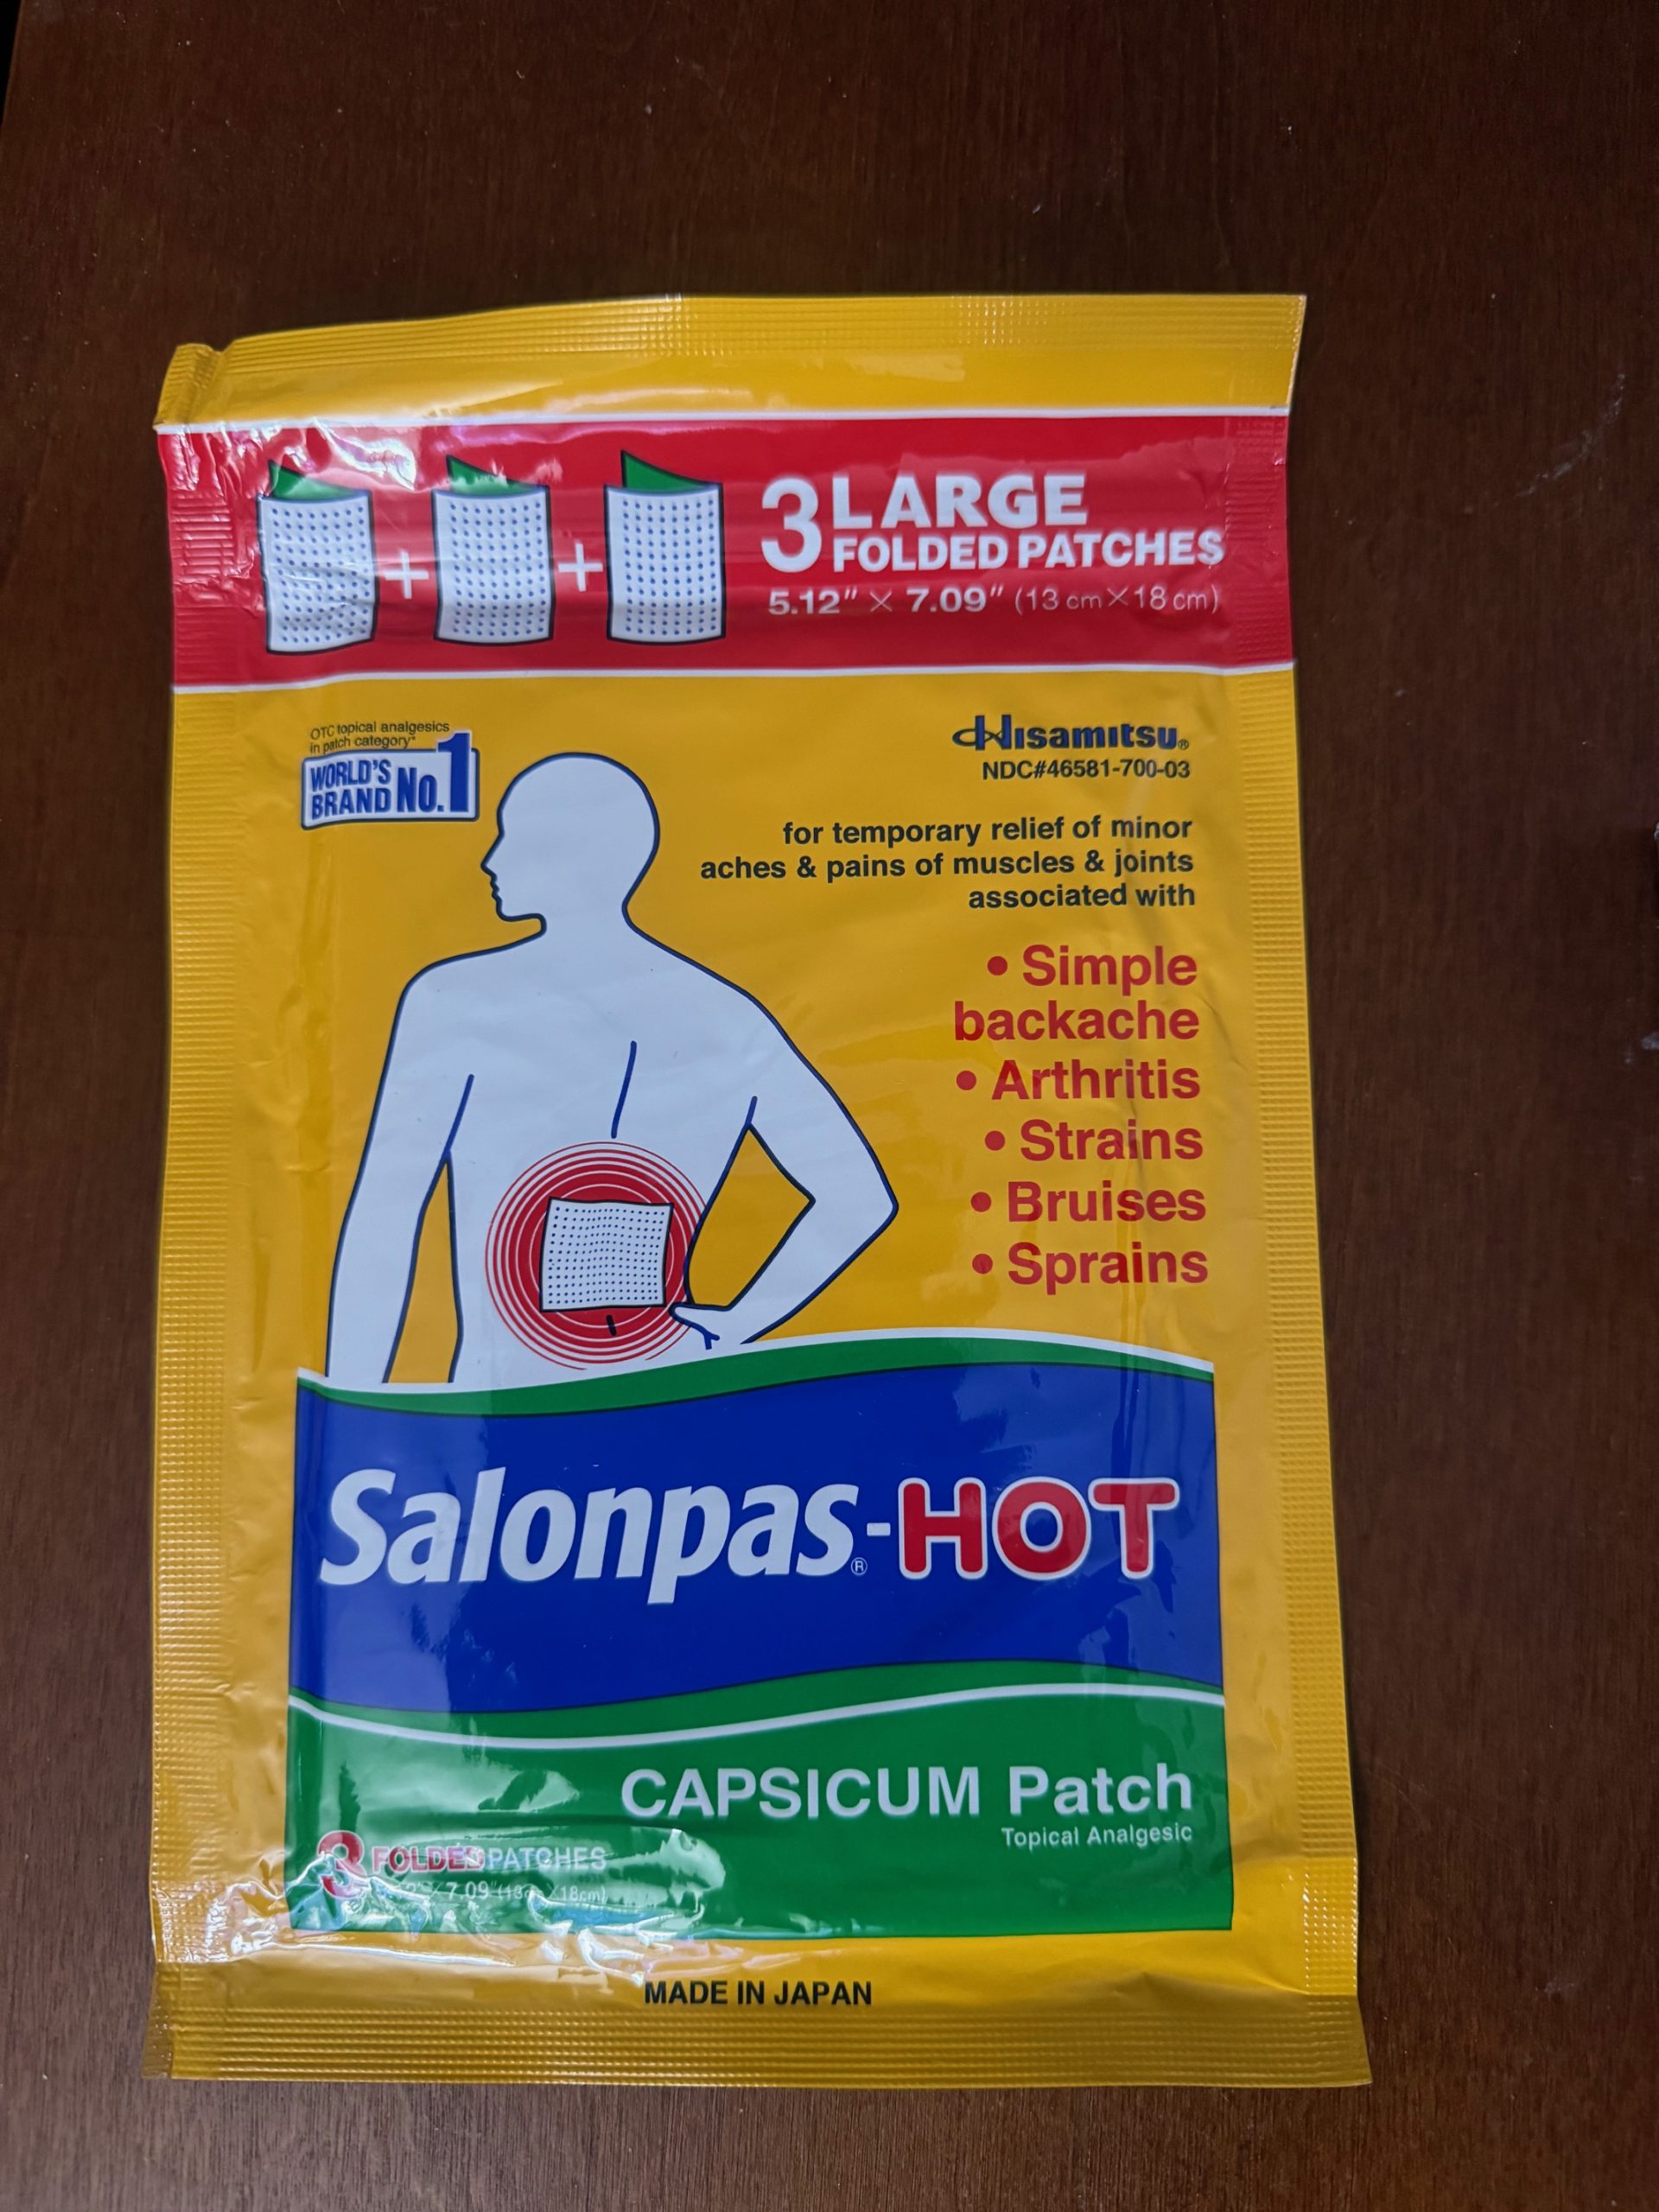 3 LARGE
FOLDED PATCHES
5.12" × 7.09" (13 cm×18 cm)
OTC topical analgesics
in patch category*
WORLD'S
BRAND No.1
Hisamitsu®
NDC#46581-700-03
for temporary relief of minor
aches & pains of muscles & joints
associated with
• Simple
backache
• Arthritis
• Strains
• Bruises
• Sprains
Salonpas®-HOT
CAPSICUM Patch
Topical Analgesic
3 FOLDED PATCHES
7.09"
18cm)
MADE IN JAPAN